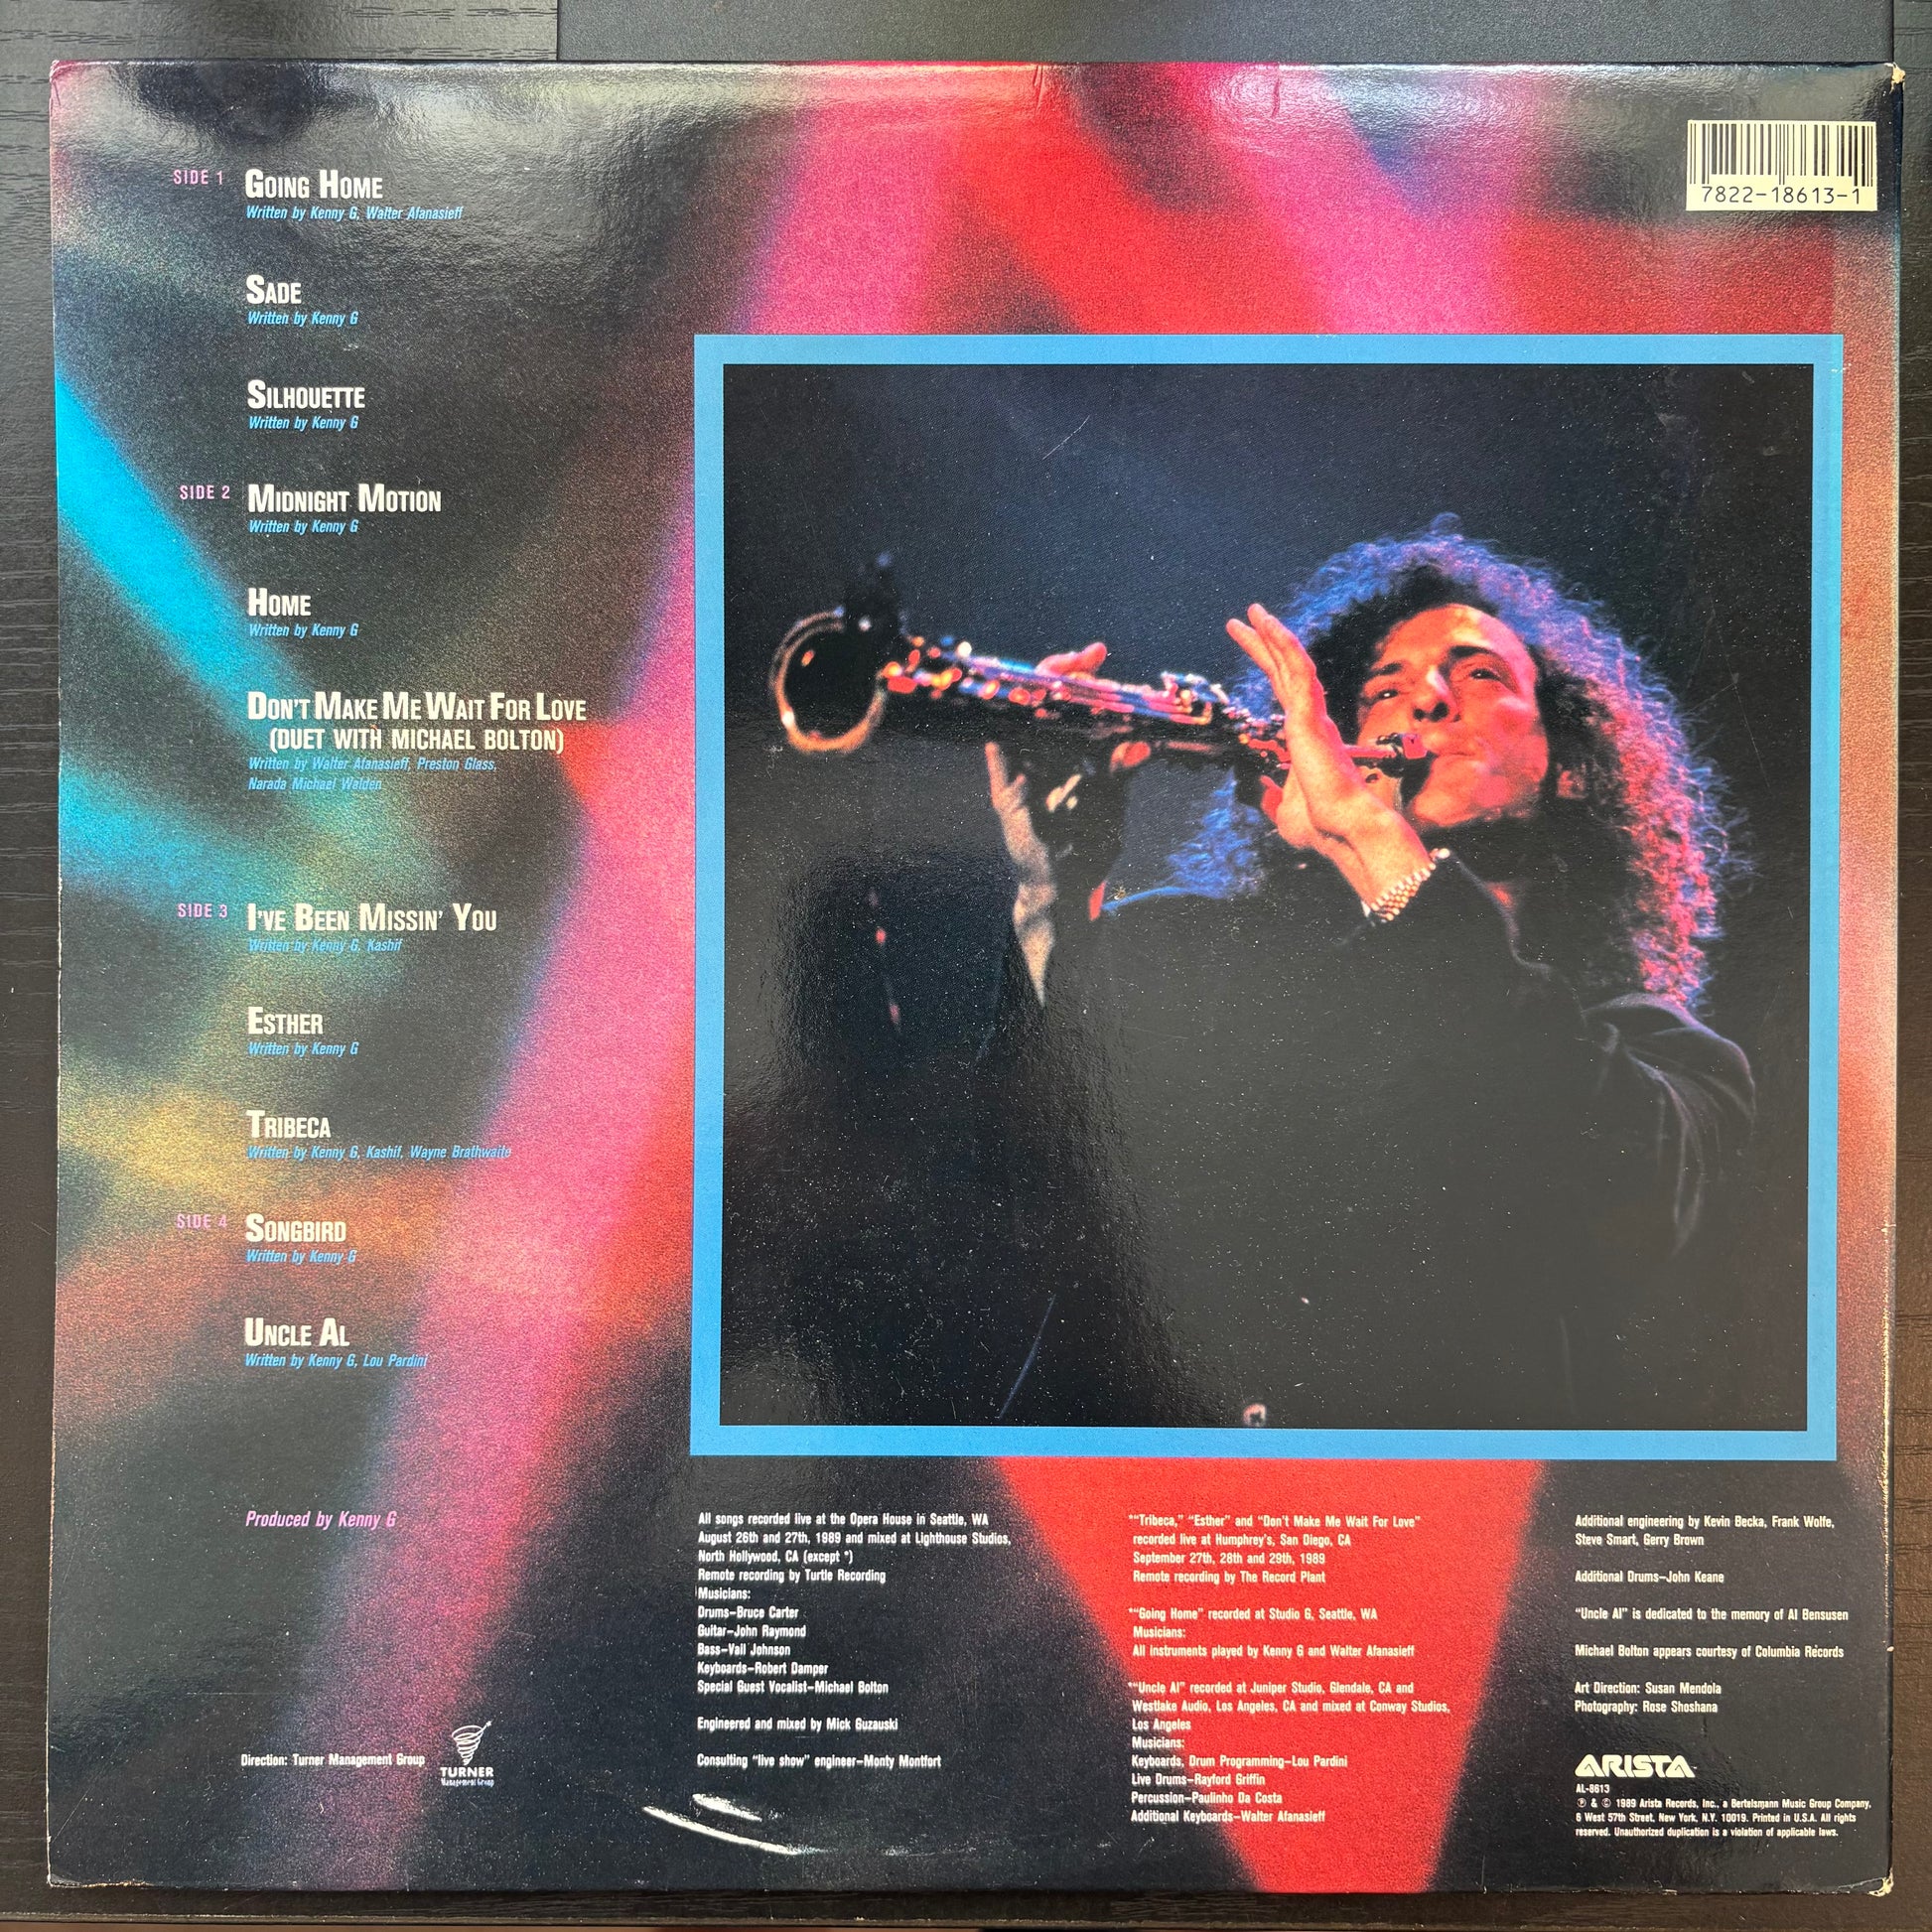 7822-18613-1
SIDE 1
GOING HOME
Written by Kenny G, Walter Afanasieff
SADE
Written by Kenny G
SILHOUETTE
Written by Kenny G
SIDE 2
MIDNIGHT MOTION
Written by Kenny G
HOME
Written by Kenny G
DON'T MAKE ME WAIT FOR LOVE
(DUET WITH MICHAEL BOLTON)
Written by Walter Afanasieff, Preston Glass,
Narada Michael Walden
SIDE 3
I'VE BEEN MISSIN' YOU
Written by Kenny G, Kashif
ESTHER
Written by Kenny G
TRIBECA
Written by Kenny G, Kashif, Wayne Brathwaite
SIDE 4
SONGBIRD
Written by Kenny G
UNCLE AL
Written by Kenny G, Lou Pardini
Produced by Kenny G
Direction: Turner Management Group
TURNER
Management Group
All songs recorded live at the Opera House in Seattle, WA
August 26th and 27th, 1989 and mixed at Lighthouse Studios,
North Hollywood, CA (except *)
Remote recording by Turtle Recording
Musicians:
Drums–Bruce Carter
Guitar–John Raymond
Bass–Vail Johnson
Keyboards–Robert Damper
Special Guest Vocalist–Michael Bolton
Engineered and mixed by Mick Guzauski
Consulting "live show" engineer–Monty Montfort
*"Tribeca," "Esther" and "Don't Make Me Wait For Love"
recorded live at Humphrey's, San Diego, CA
September 27th, 28th and 29th, 1989
Remote recording by The Record Plant
*"Going Home" recorded at Studio G, Seattle, WA
Musicians:
All instruments played by Kenny G and Walter Afanasieff
*"Uncle Al" recorded at Juniper Studio, Glendale, CA and
Westlake Audio, Los Angeles, CA and mixed at Conway Studios,
Los Angeles
Musicians:
Keyboards, Drum Programming–Lou Pardini
Live Drums–Rayford Griffin
Percussion–Paulinho Da Costa
Additional Keyboards–Walter Afanasieff
Additional engineering by Kevin Becka, Frank Wolfe,
Steve Smart, Gerry Brown
Additional Drums–John Keane
"Uncle Al" is dedicated to the memory of Al Bensusen
Michael Bolton appears courtesy of Columbia Records
Art Direction: Susan Mendola
Photography: Rose Shoshana
ARISTA
AL-8613
℗ & © 1989 Arista Records, Inc., a Bertelsmann Music Group Company.
6 West 57th Street, New York, N.Y. 10019. Printed in U.S.A. All rights
reserved. Unauthorized duplication is a violation of applicable laws.